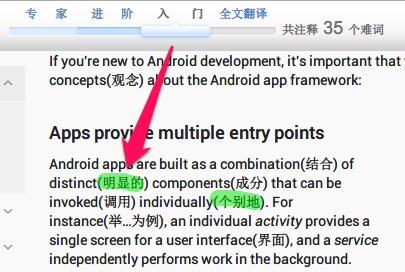 专 家 进 阶 入 门 全文翻译 共注释 35 个难词
If you're new to Android development, it's important that
concepts(观念) about the Android app framework:
Apps provide multiple entry points
Android apps are built as a combination(结合) of
distinct(明显的) components(成分) that can be
invoked(调用) individually(个别地). For
instance(举...为例), an individual activity provides a
single screen for a user interface(界面), and a service
independently performs work in the background.